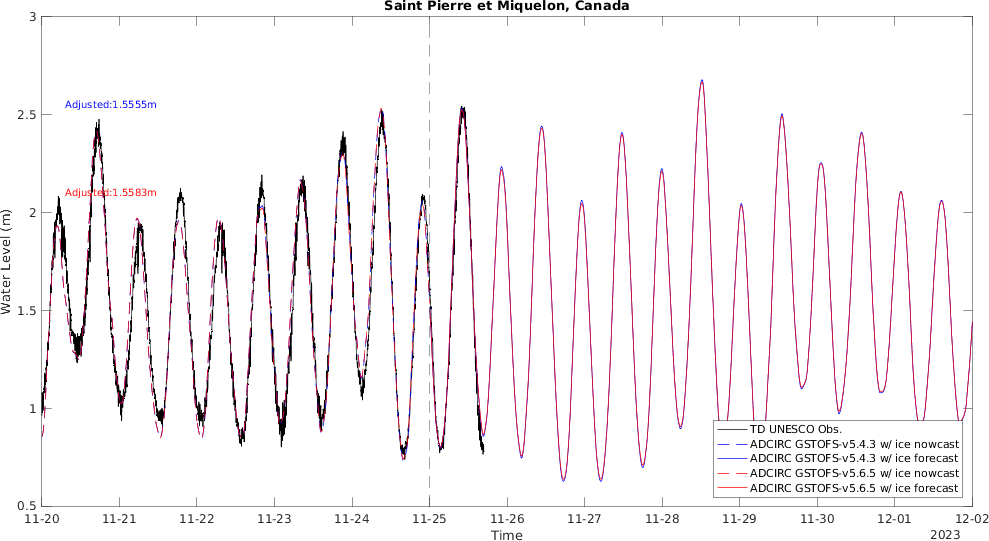 Saint Pierre et Miquelon, Canada
Adjusted:1.5555m
Adjusted:1.5583m
Water Level (m)
3
2.5
2
1.5
1
0.5
11-20 11-21 11-22 11-23 11-24 11-25 11-26 11-27 11-28 11-29 11-30 12-01 12-02
Time
2023
TD UNESCO Obs.
ADCIRC GSTOFS-v5.4.3 w/ ice nowcast
ADCIRC GSTOFS-v5.4.3 w/ ice forecast
ADCIRC GSTOFS-v5.6.5 w/ ice nowcast
ADCIRC GSTOFS-v5.6.5 w/ ice forecast